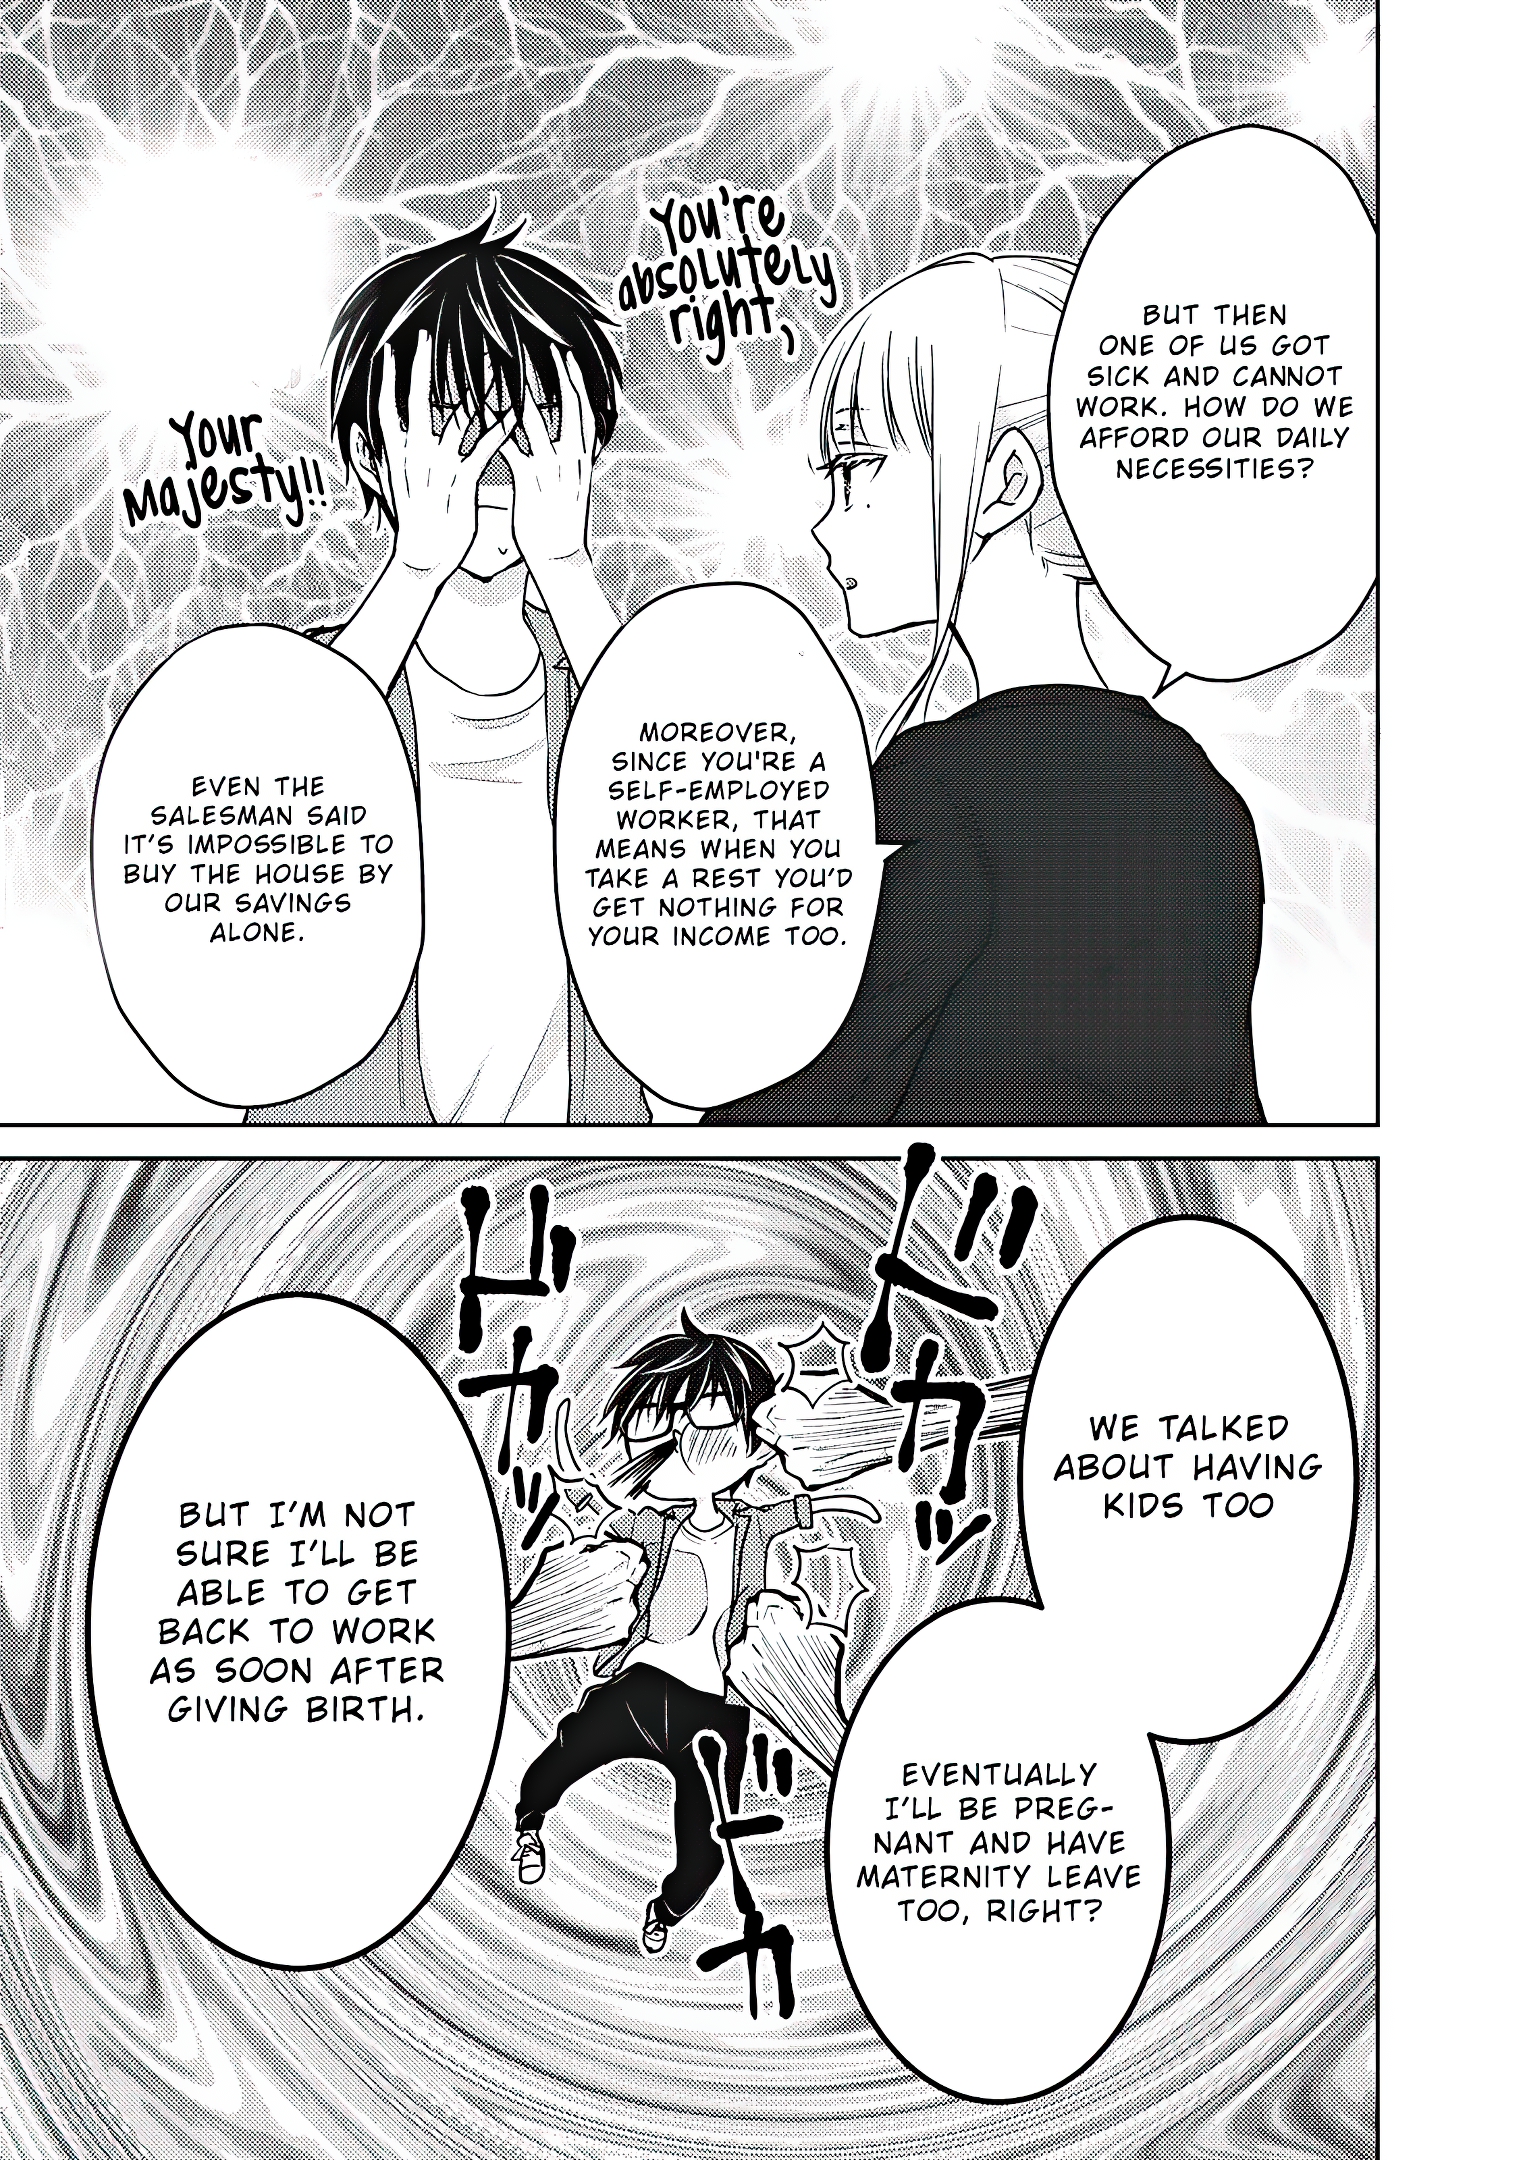 BUT THEN
ONE OF US GOT
SICK AND CANNOT
WORK. HOW DO WE
AFFORD OUR DAILY
NECESSITIES?
You're
absolutely
right,
Your
Majesty!!
MOREOVER,
SINCE YOU'RE A
SELF-EMPLOYED
WORKER, THAT
MEANS WHEN YOU
TAKE A REST YOU'D
GET NOTHING FOR
YOUR INCOME TOO.
EVEN THE
SALESMAN SAID
IT'S IMPOSSIBLE TO
BUY THE HOUSE BY
OUR SAVINGS
ALONE.
WE TALKED
ABOUT HAVING
KIDS TOO
ドカッ
ドカッ
EVENTUALLY
I'LL BE PREG-
NANT AND HAVE
MATERNITY LEAVE
TOO, RIGHT?
ドカ
BUT I'M NOT
SURE I'LL BE
ABLE TO GET
BACK TO WORK
AS SOON AFTER
GIVING BIRTH.